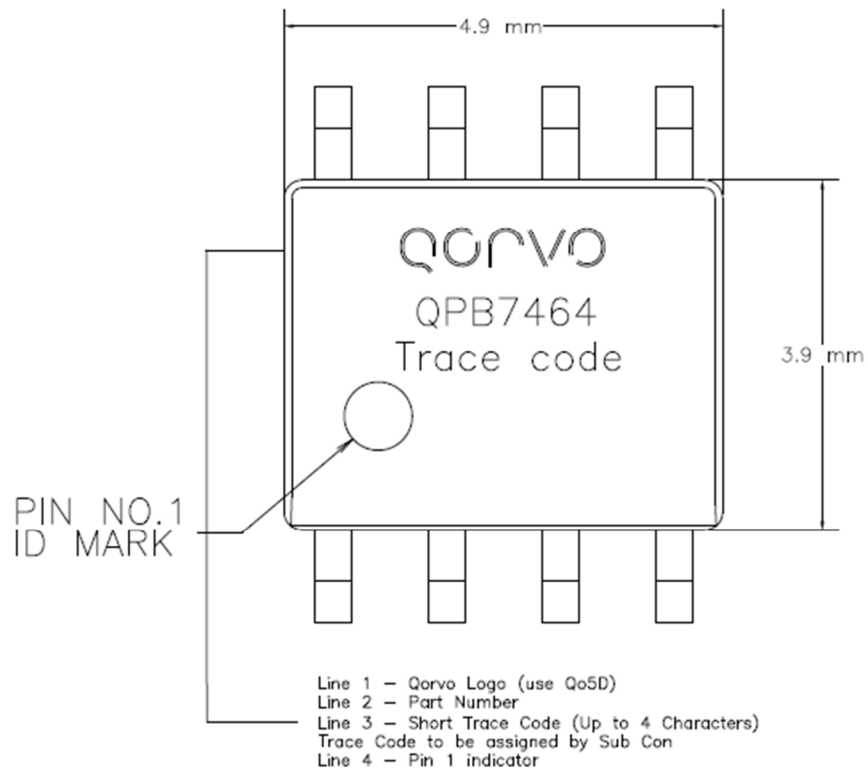 4.9 mm
QORVO
QPB7464
Trace code
3.9 mm
PIN NO.1
ID MARK
Line 1 – Qorvo Logo (use Qo5D)
Line 2 – Part Number
Line 3 – Short Trace Code (Up to 4 Characters)
Trace Code to be assigned by Sub Con
Line 4 – Pin 1 indicator